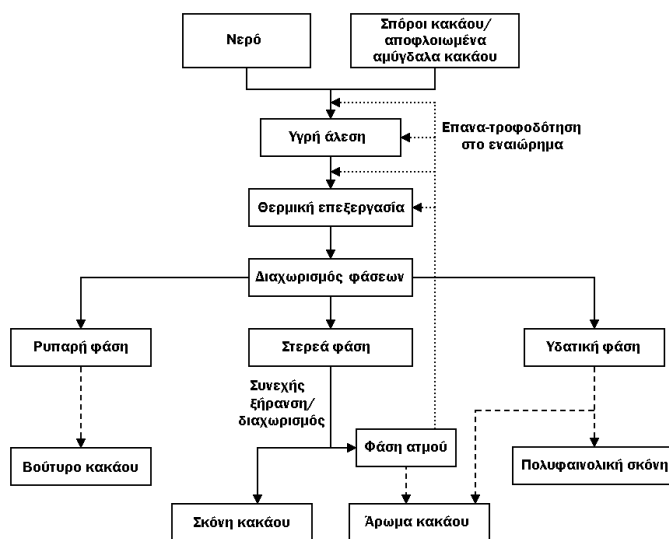 Νερό
Σπόροι κακάου/
αποφλοιωμένα
αμύγδαλα κακάου
Υγρή άλεση
Επανα-τροφοδότηση
στο εναιώρημα
Θερμική επεξεργασία
Διαχωρισμός φάσεων
Ρυπαρή φάση
Στερεά φάση
Υδατική φάση
Συνεχής
ξήρανση/
διαχωρισμός
Φάση ατμού
Βούτυρο κακάου
Πολυφαινολική σκόνη
Σκόνη κακάου
Άρωμα κακάου